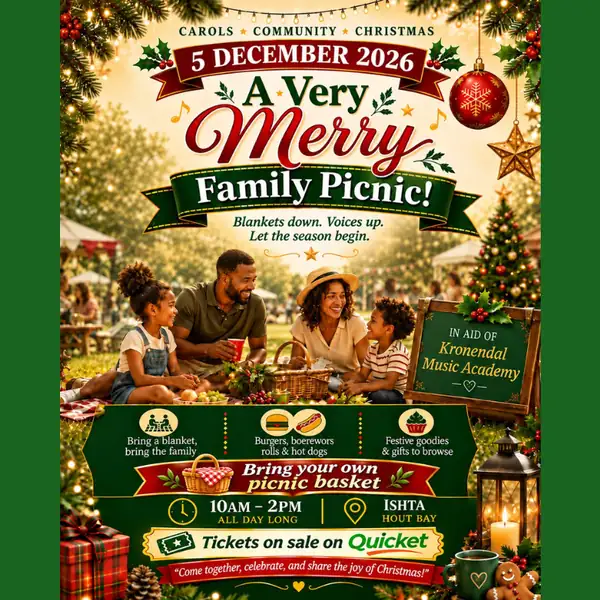 CAROLS ★ COMMUNITY ★ CHRISTMAS
5 DECEMBER 2026
A Very
Merry
Family Picnic!
Blankets down. Voices up.
Let the season begin.
IN AID OF
Kronendal
Music Academy
Bring a blanket,
bring the family
Burgers, boerewors
rolls & hot dogs
Festive goodies
& gifts to browse
Bring your own
picnic basket
10AM – 2PM
ALL DAY LONG
ISHTA
HOUT BAY
Tickets on sale on Quicket
"Come together, celebrate, and share the joy of Christmas!"